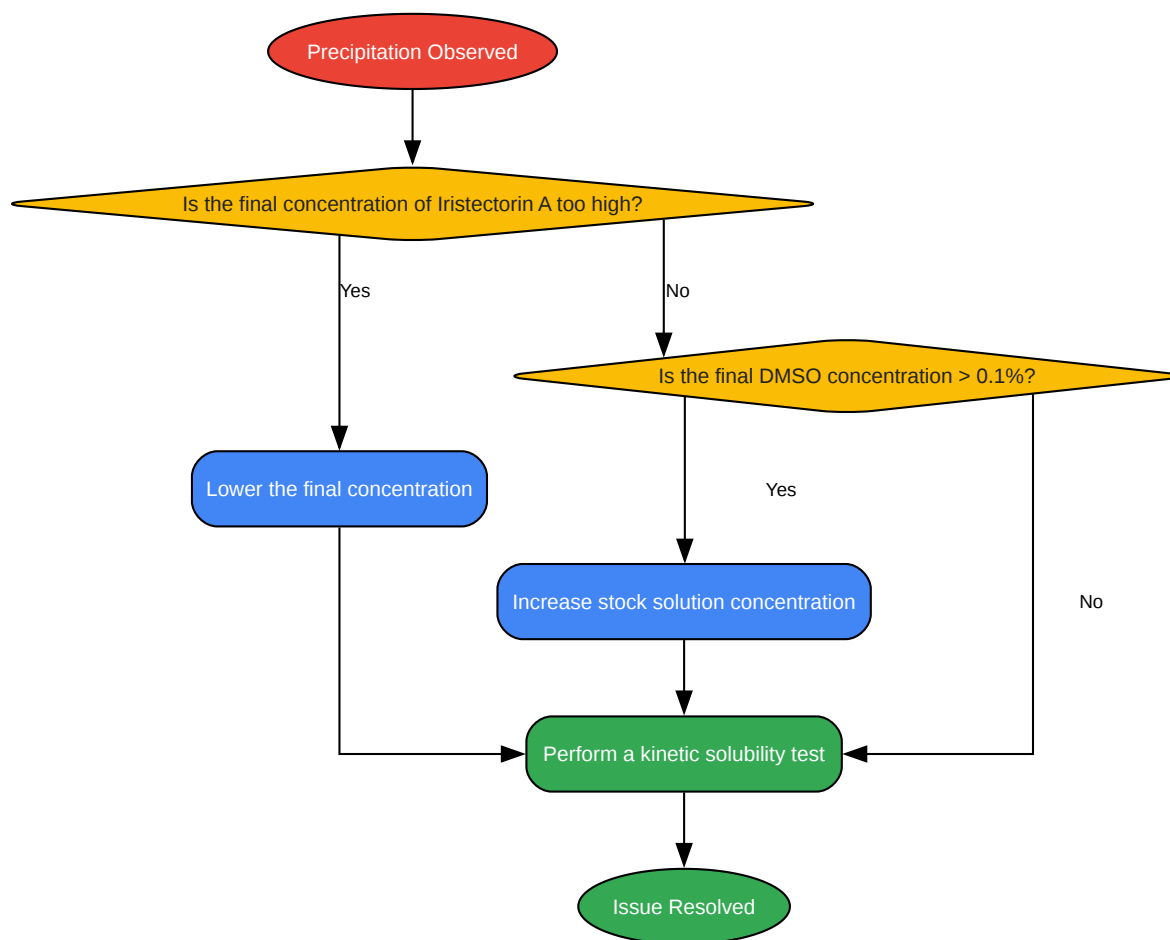 Precipitation Observed
Is the final concentration of Iristectorin A too high?
Yes
No
Is the final DMSO concentration > 0.1%?
Lower the final concentration
Yes
Increase stock solution concentration
No
Perform a kinetic solubility test
Issue Resolved